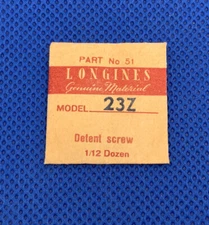 PART No 51
LONGINES
Genuine Material
MODEL 23Z
Detent screw
1/12 Dozen